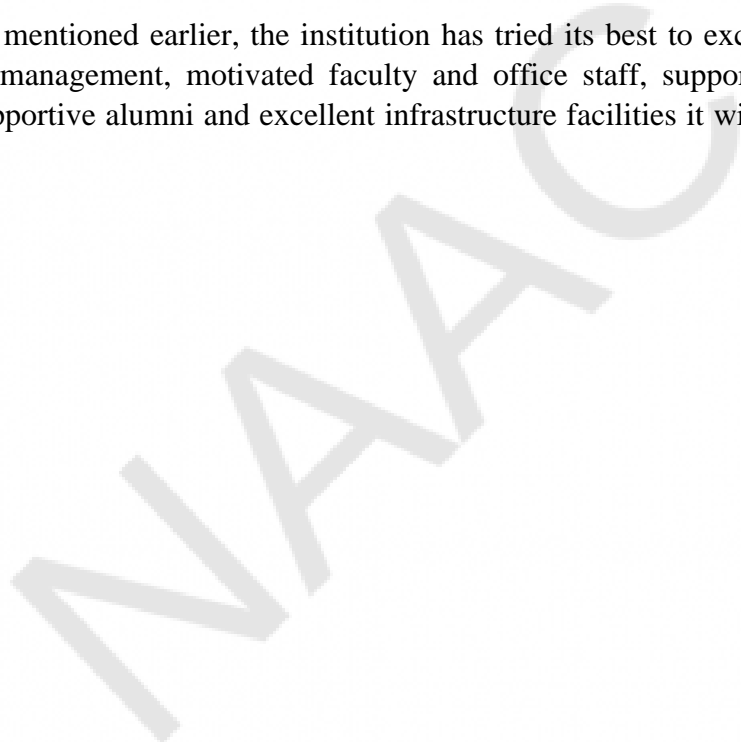 mentioned earlier, the institution has tried its best to exc
management, motivated faculty and office staff, suppor
pportive alumni and excellent infrastructure facilities it wi
NAAC